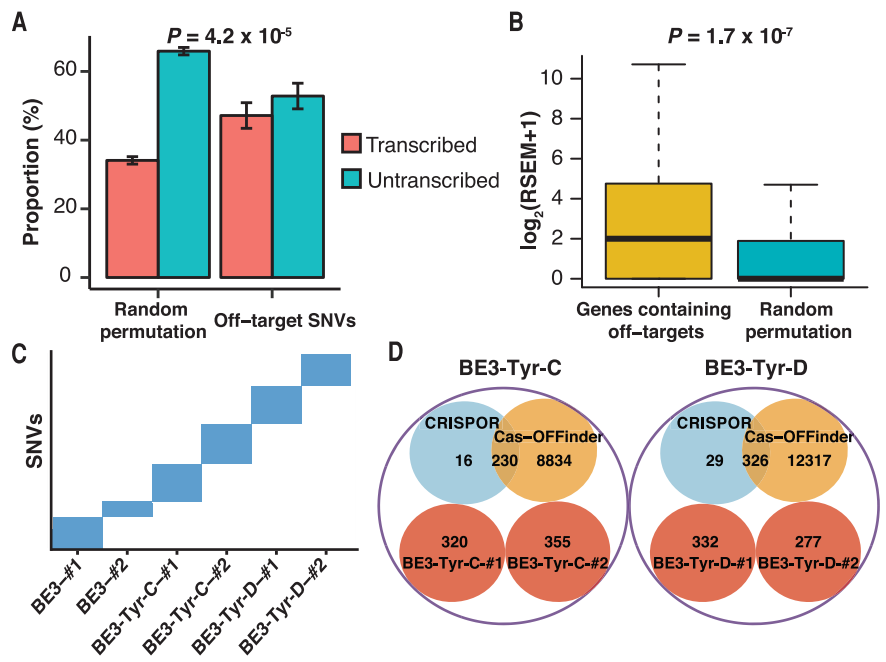 A
P = 4.2 x 10-5
Proportion (%)
60
40
20
0
Transcribed
Untranscribed
Random
permutation
Off–target SNVs
B
P = 1.7 x 10-7
log2(RSEM+1)
10
8
6
4
2
0
Genes containing
off-targets
Random
permutation
C
SNVs
BE3–#1
BE3–#2
BE3-Tyr-C–#1
BE3-Tyr-C–#2
BE3-Tyr-D–#1
BE3-Tyr-D–#2
D
BE3-Tyr-C
CRISPOR
Cas–OFFinder
16 230 8834
320
BE3-Tyr-C-#1
355
BE3-Tyr-C-#2
BE3-Tyr-D
CRISPOR
Cas–OFFinder
29 326 12317
332
BE3-Tyr-D-#1
277
BE3-Tyr-D-#2